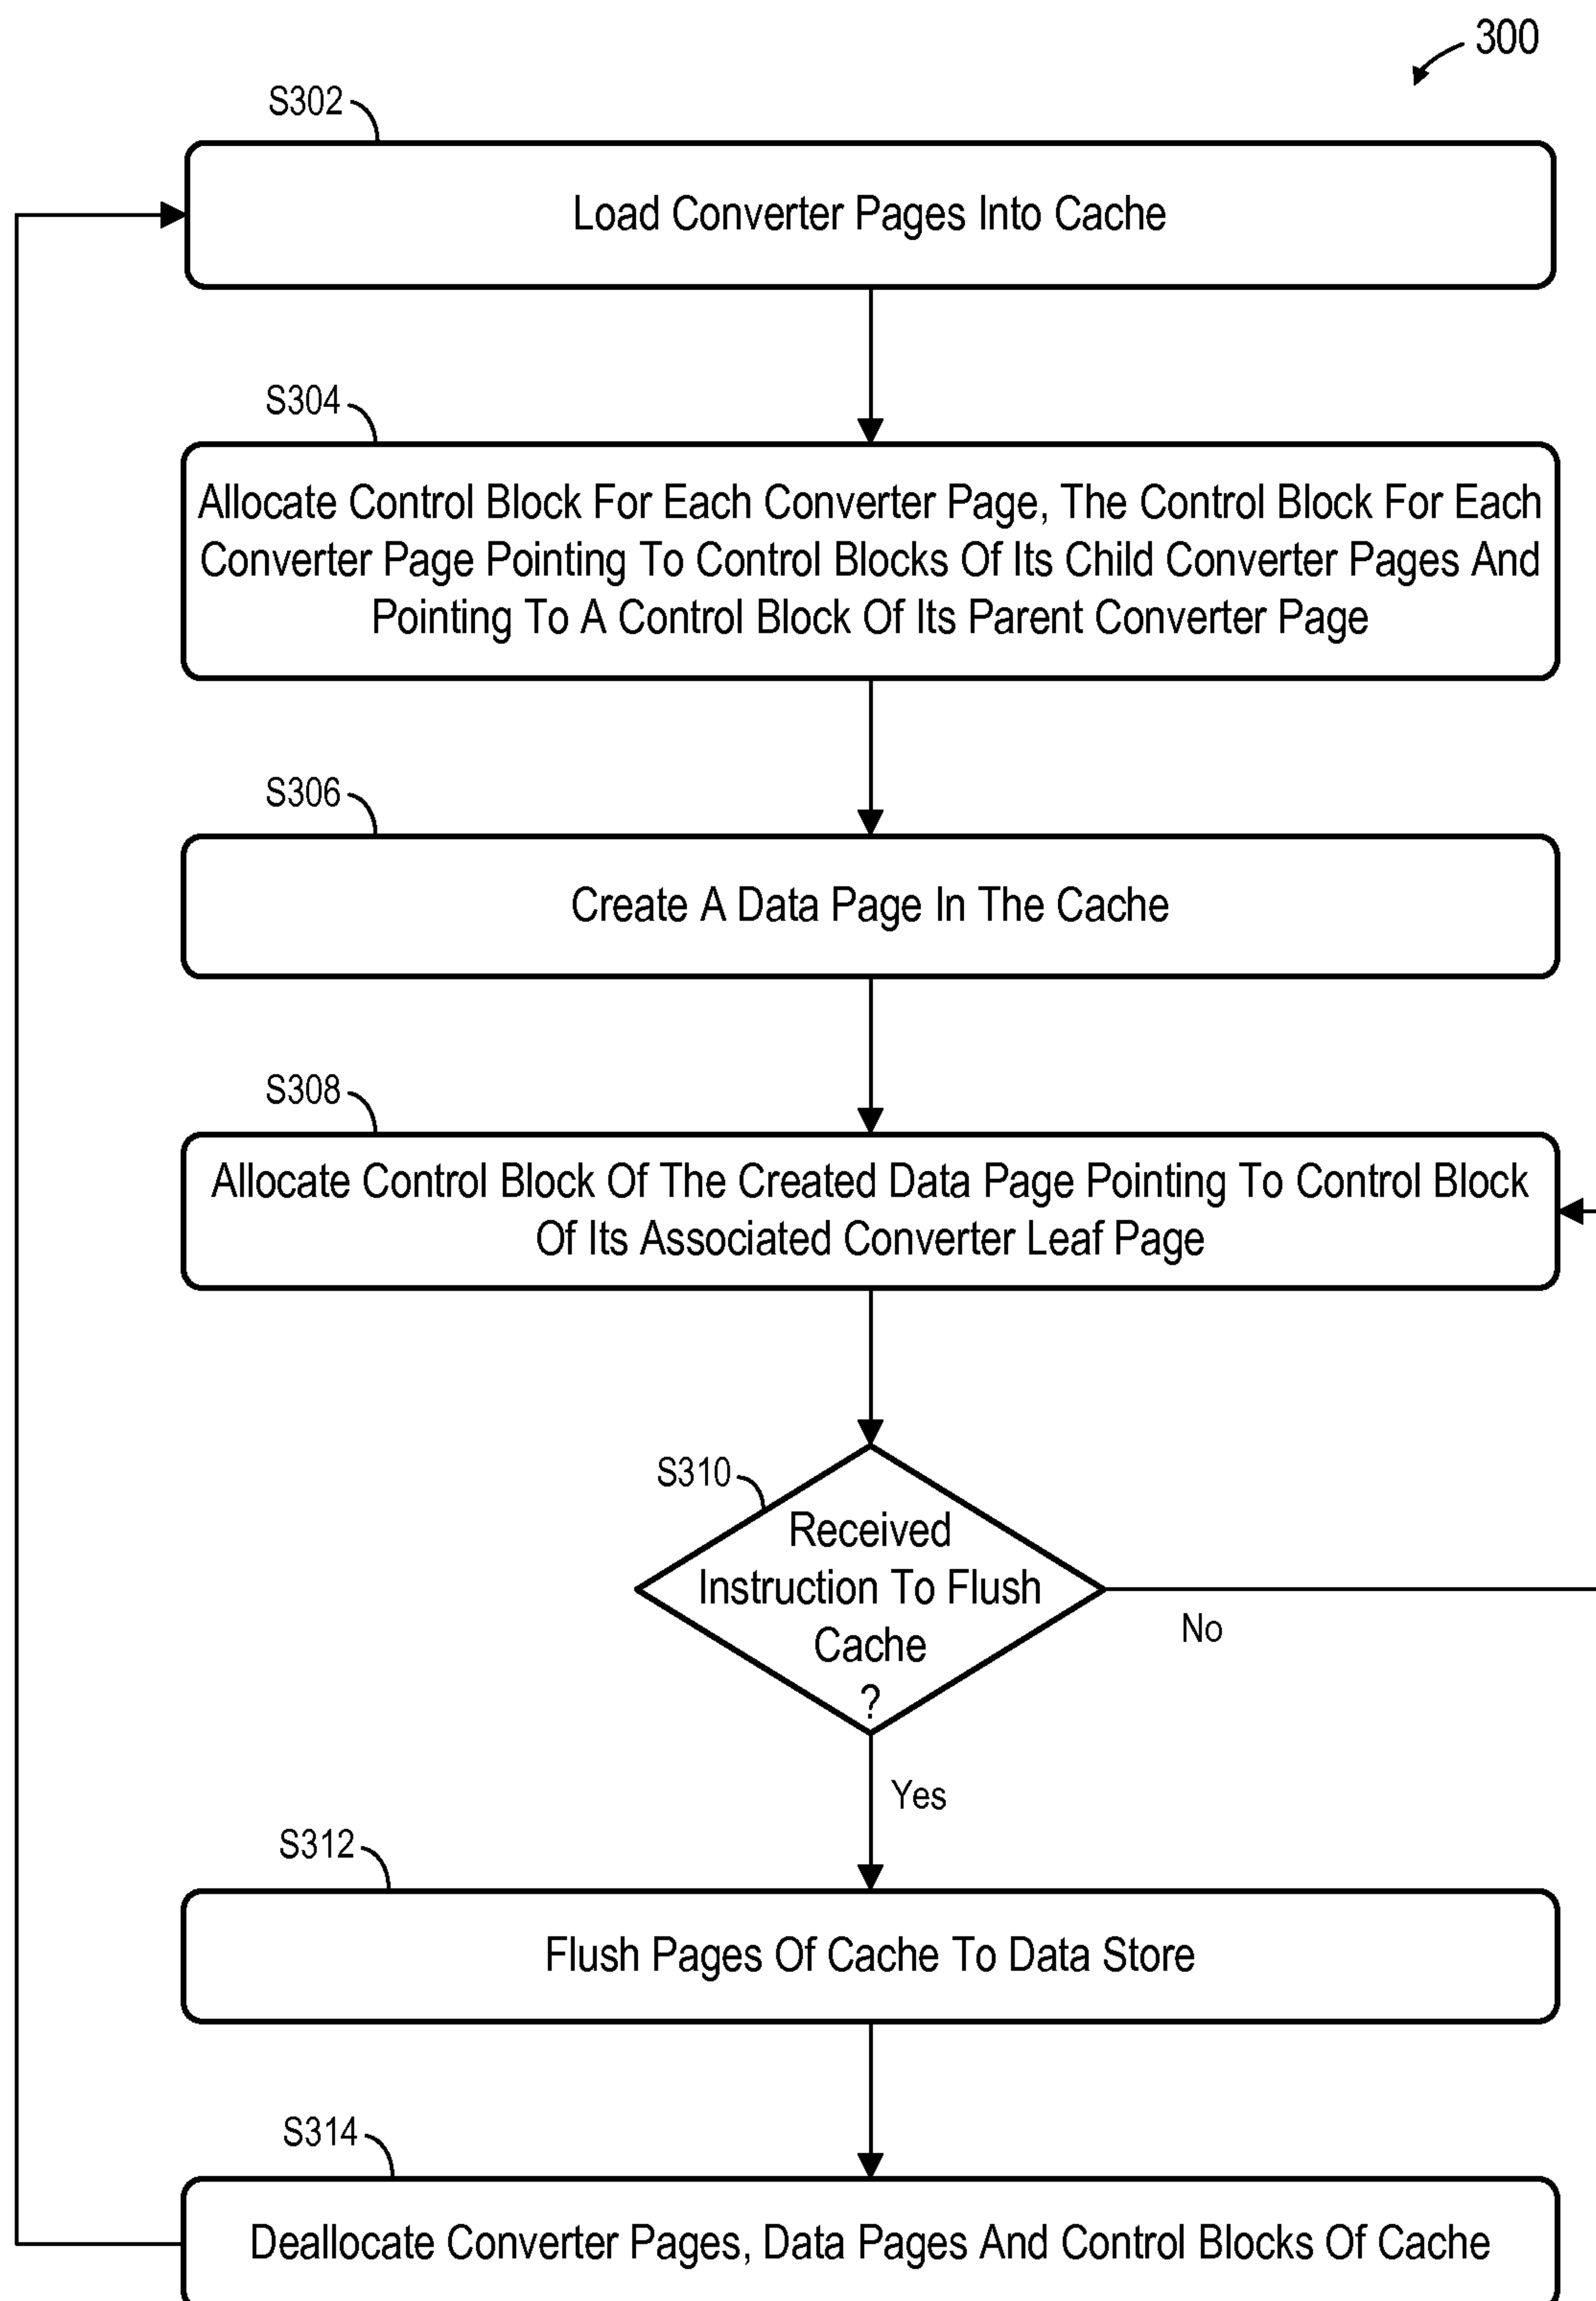 300
S302
Load Converter Pages Into Cache
S304
Allocate Control Block For Each Converter Page, The Control Block For Each
Converter Page Pointing To Control Blocks Of Its Child Converter Pages And
Pointing To A Control Block Of Its Parent Converter Page
S306
Create A Data Page In The Cache
S308
Allocate Control Block Of The Created Data Page Pointing To Control Block
Of Its Associated Converter Leaf Page
S310
Received
Instruction To Flush
Cache
?
No
Yes
S312
Flush Pages Of Cache To Data Store
S314
Deallocate Converter Pages, Data Pages And Control Blocks Of Cache